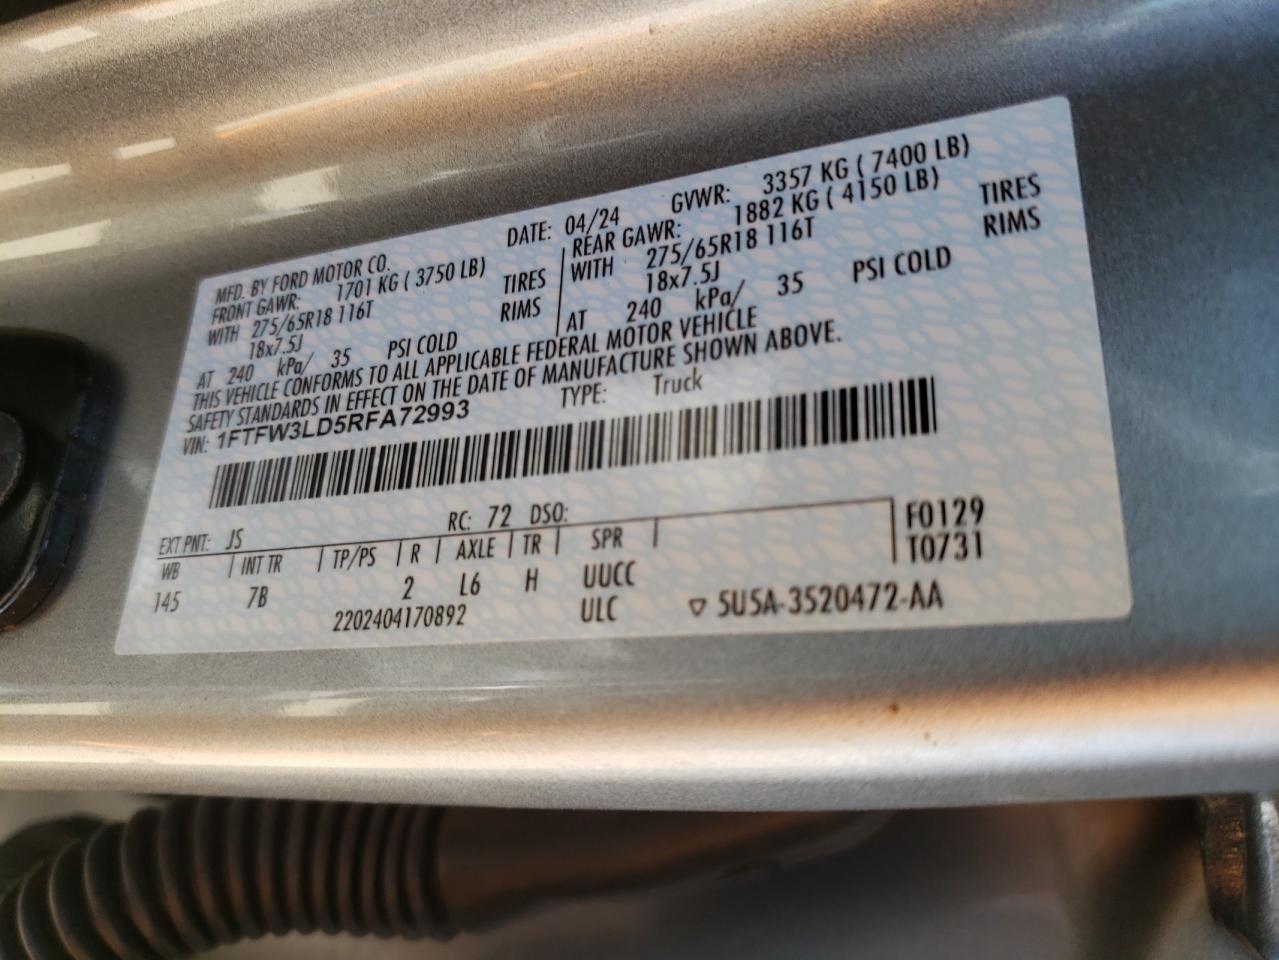 MFD. BY FORD MOTOR CO.
DATE: 04/24 GVWR: 3357 KG ( 7400 LB)
FRONT GAWR: 1701 KG ( 3750 LB)
WITH 275/65R18 116T TIRES
18x7.5J RIMS
AT 240 kPa/ 35 PSI COLD
REAR GAWR: 1882 KG ( 4150 LB)
WITH 275/65R18 116T TIRES
18x7.5J RIMS
AT 240 kPa/ 35 PSI COLD
THIS VEHICLE CONFORMS TO ALL APPLICABLE FEDERAL MOTOR VEHICLE
SAFETY STANDARDS IN EFFECT ON THE DATE OF MANUFACTURE SHOWN ABOVE.
VIN: 1FTFW3LD5RFA72993 TYPE: Truck
EXT PNT: JS RC: 72 DSO: F0129
WB INT TR TP/PS R AXLE TR SPR T0731
145 7B 2 L6 H UUCC
2202404170892 ULC ▽ 5U5A-3520472-AA